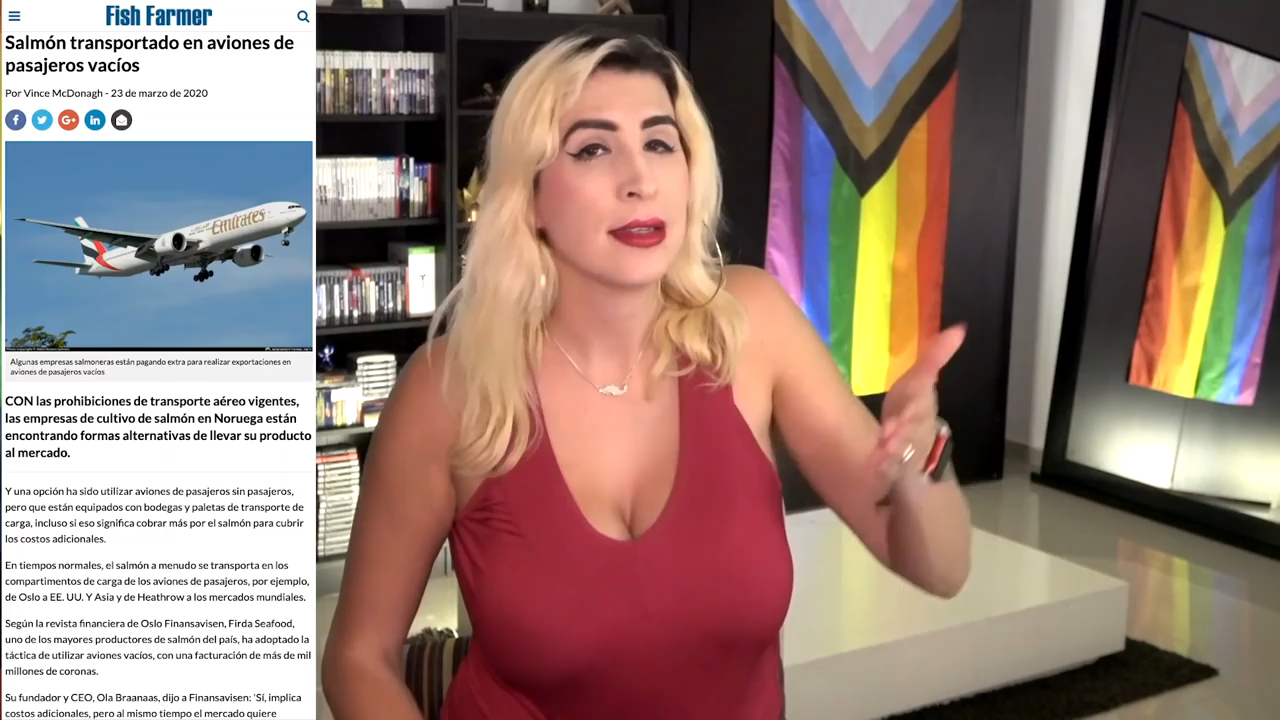 Fish Farmer
Salmón transportado en aviones de
pasajeros vacíos
Por Vince McDonagh - 23 de marzo de 2020
Emirates
Algunas empresas salmoneras están pagando extra para realizar exportaciones en
aviones de pasajeros vacíos
CON las prohibiciones de transporte aéreo vigentes,
las empresas de cultivo de salmón en Noruega están
encontrando formas alternativas de llevar su producto
al mercado.
Y una opción ha sido utilizar aviones de pasajeros sin pasajeros,
pero que están equipados con bodegas y paletas de transporte de
carga, incluso si eso significa cobrar más por el salmón para cubrir
los costos adicionales.
En tiempos normales, el salmón a menudo se transporta en los
compartimentos de carga de los aviones de pasajeros, por ejemplo,
de Oslo a EE. UU. Y Asia y de Heathrow a los mercados mundiales.
Según la revista financiera de Oslo Finansavisen, Firda Seafood,
uno de los mayores productores de salmón del país, ha adoptado la
táctica de utilizar aviones vacíos, con una facturación de más de mil
millones de coronas.
Su fundador y CEO, Ola Braanaas, dijo a Finansavisen: 'Sí, implica
costos adicionales, pero al mismo tiempo el mercado quiere